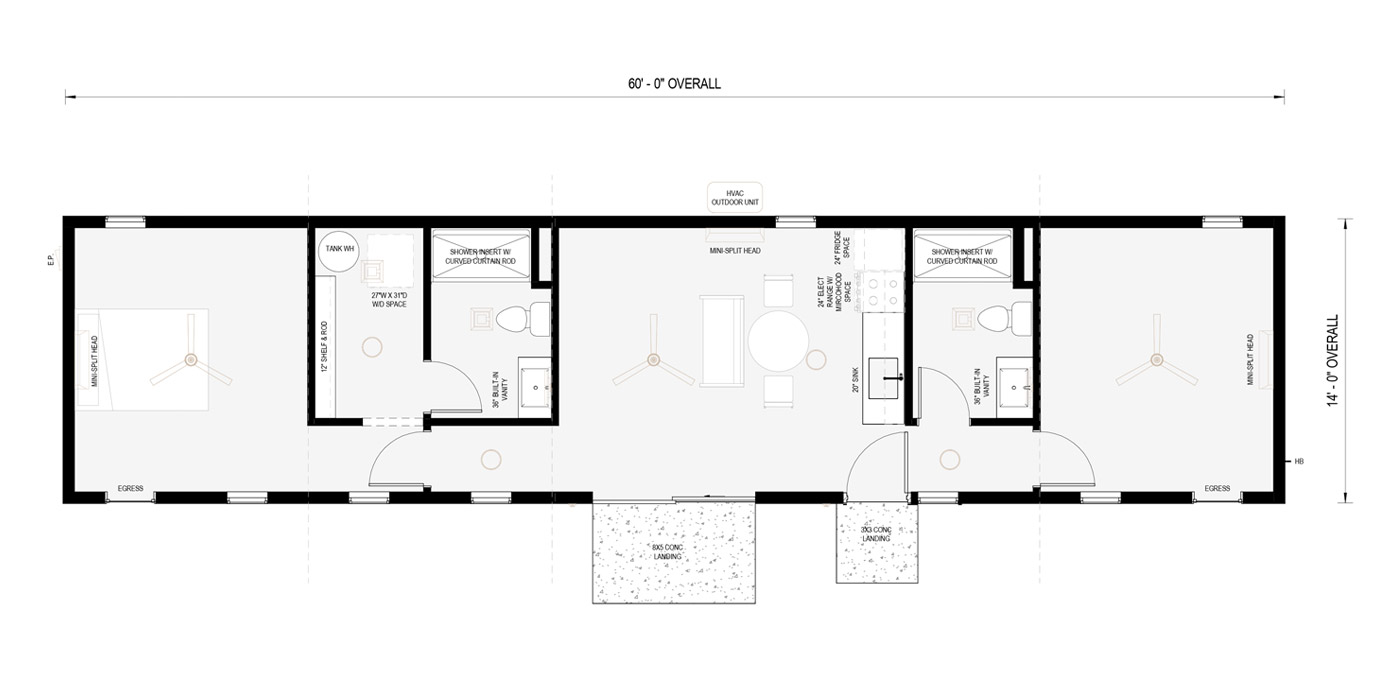 60' - 0" OVERALL
HVAC
OUTDOOR UNIT
E.P.
TANK WH
27"W X 31"D
W/D SPACE
12" SHELF & ROD
MINI-SPLIT HEAD
EGRESS
SHOWER INSERT W/
CURVED CURTAIN ROD
36" BUILT-IN
VANITY
MINI-SPLIT HEAD
24" FRIDGE
SPACE
24" ELECT
RANGE W/
MIRCOHOOD
SPACE
20" SINK
SHOWER INSERT W/
CURVED CURTAIN ROD
36" BUILT-IN
VANITY
MINI-SPLIT HEAD
EGRESS
HB
14' - 0" OVERALL
8X5 CONC
LANDING
3X3 CONC
LANDING